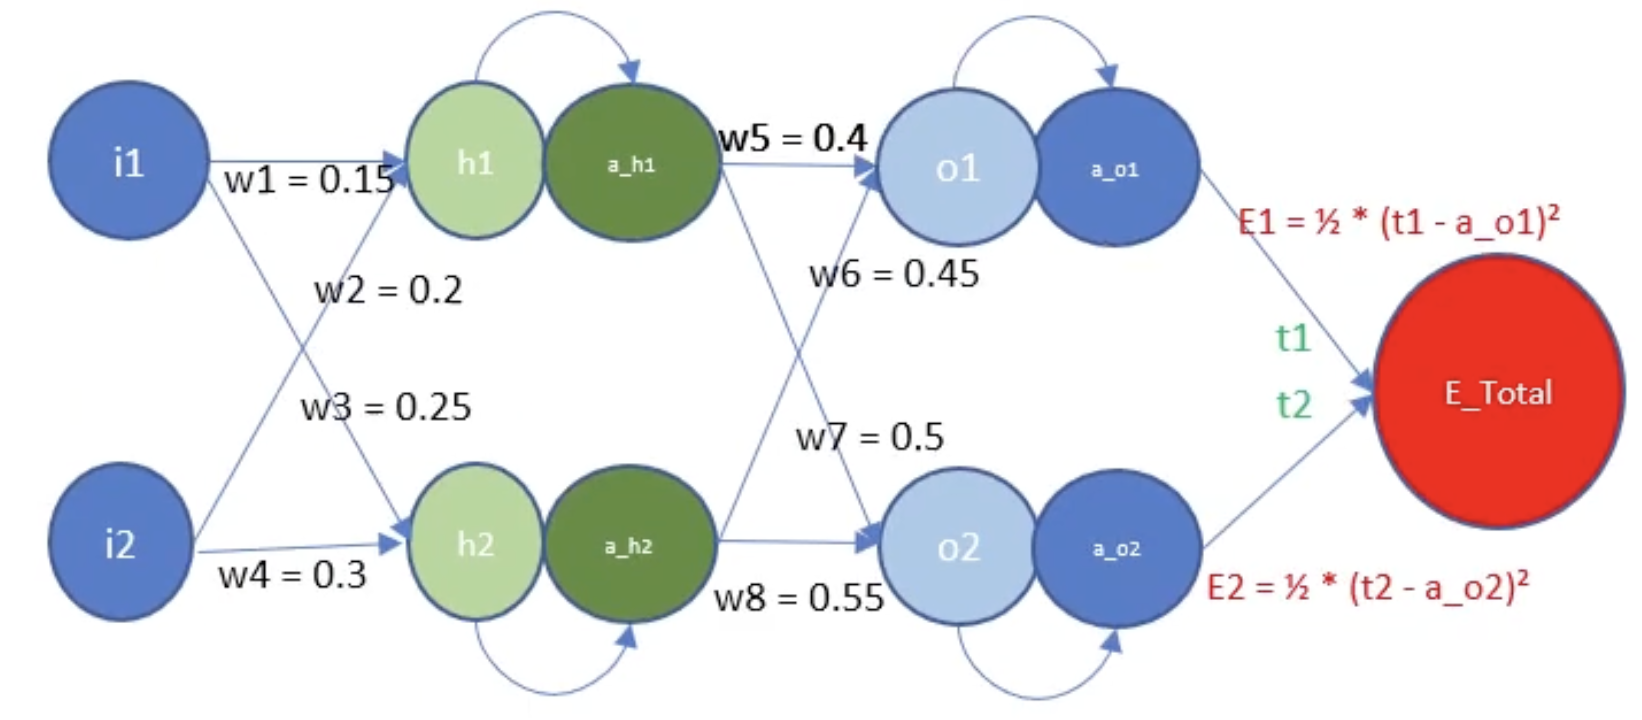 i1
w1 = 0.15
h1
a_h1
w5 = 0.4
o1
a_o1
E1 = ½ * (t1 - a_o1)²
w2 = 0.2
w6 = 0.45
t1
w3 = 0.25
t2
E_Total
w7 = 0.5
i2
w4 = 0.3
h2
a_h2
w8 = 0.55
o2
a_o2
E2 = ½ * (t2 - a_o2)²